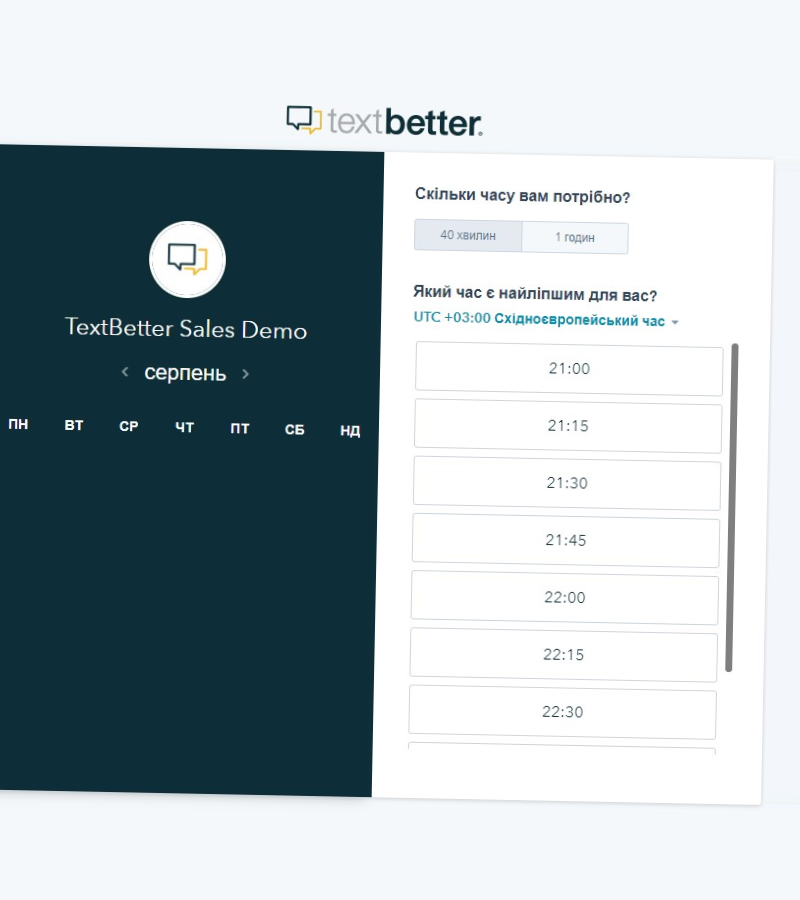 textbetter.
TextBetter Sales Demo
серпень
ПН ВТ СР ЧТ ПТ СБ НД
Скільки часу вам потрібно?
40 хвилин 1 годин
Який час є найліпшим для вас?
UTC +03:00 Східноєвропейський час
21:00
21:15
21:30
21:45
22:00
22:15
22:30